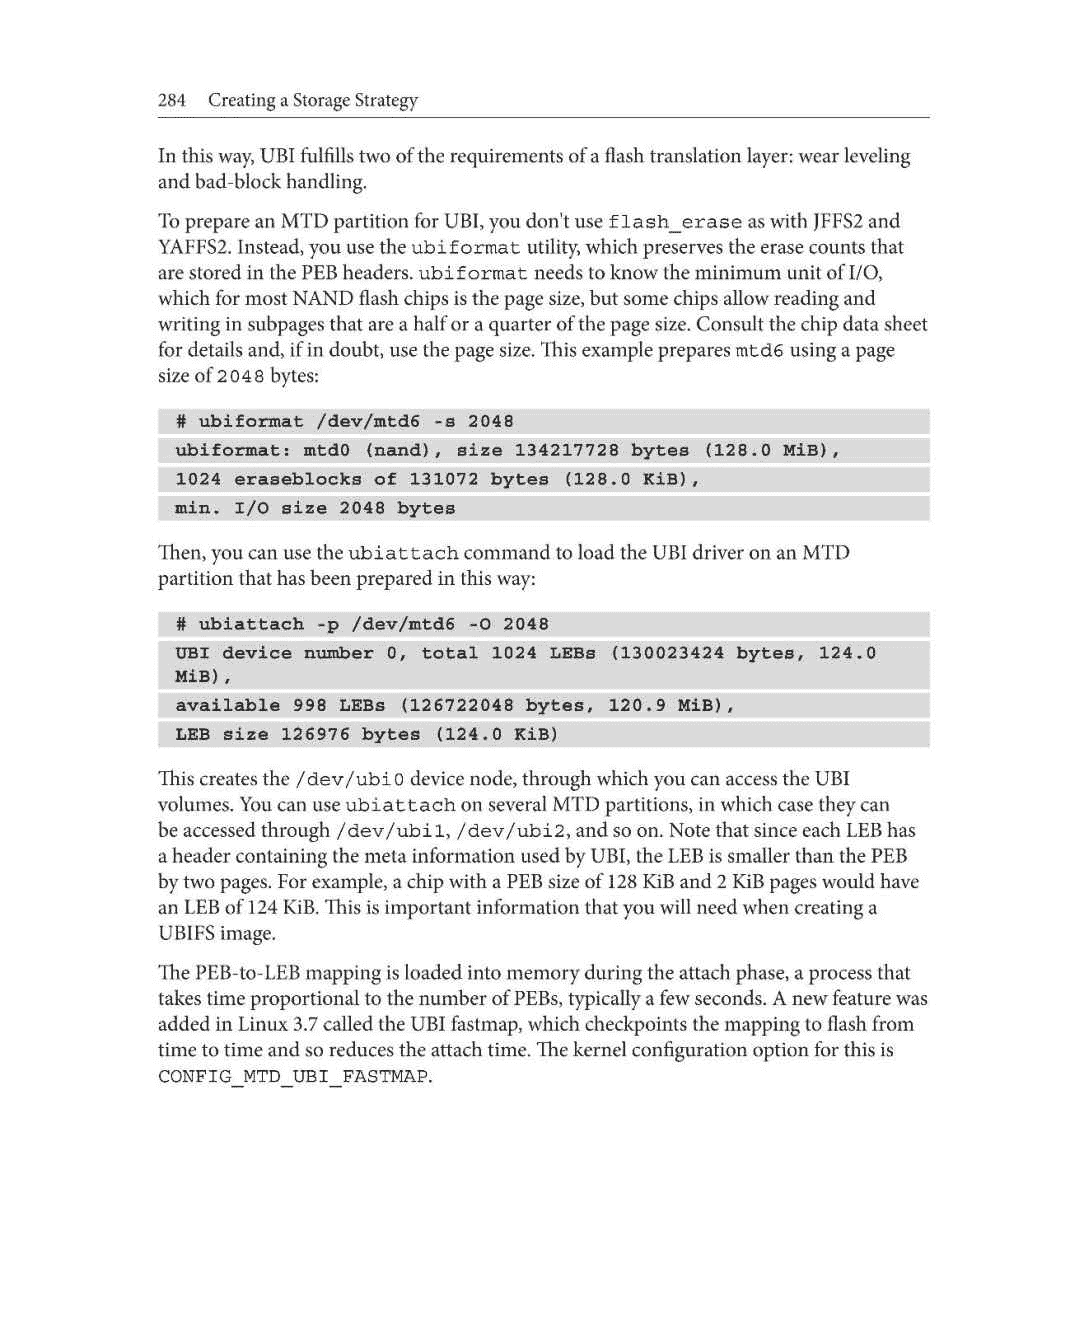 284 Creating a Storage Strategy
In this way, UBI fulfills two of the requirements of a flash translation layer: wear leveling
and bad-block handling.
To prepare an MTD partition for UBI, you don't use flash_erase as with JFFS2 and
YAFFS2. Instead, you use the ubiformat utility, which preserves the erase counts that
are stored in the PEB headers. ubiformat needs to know the minimum unit of I/O,
which for most NAND flash chips is the page size, but some chips allow reading and
writing in subpages that are a half or a quarter of the page size. Consult the chip data sheet
for details and, if in doubt, use the page size. This example prepares mtd6 using a page
size of 2048 bytes:
# ubiformat /dev/mtd6 -s 2048
ubiformat: mtd0 (nand), size 134217728 bytes (128.0 MiB),
1024 eraseblocks of 131072 bytes (128.0 KiB),
min. I/O size 2048 bytes
Then, you can use the ubiattach command to load the UBI driver on an MTD
partition that has been prepared in this way:
# ubiattach -p /dev/mtd6 -O 2048
UBI device number 0, total 1024 LEBs (130023424 bytes, 124.0
MiB),
available 998 LEBs (126722048 bytes, 120.9 MiB),
LEB size 126976 bytes (124.0 KiB)
This creates the /dev/ubi0 device node, through which you can access the UBI
volumes. You can use ubiattach on several MTD partitions, in which case they can
be accessed through /dev/ubi1, /dev/ubi2, and so on. Note that since each LEB has
a header containing the meta information used by UBI, the LEB is smaller than the PEB
by two pages. For example, a chip with a PEB size of 128 KiB and 2 KiB pages would have
an LEB of 124 KiB. This is important information that you will need when creating a
UBIFS image.
The PEB-to-LEB mapping is loaded into memory during the attach phase, a process that
takes time proportional to the number of PEBs, typically a few seconds. A new feature was
added in Linux 3.7 called the UBI fastmap, which checkpoints the mapping to flash from
time to time and so reduces the attach time. The kernel configuration option for this is
CONFIG_MTD_UBI_FASTMAP.